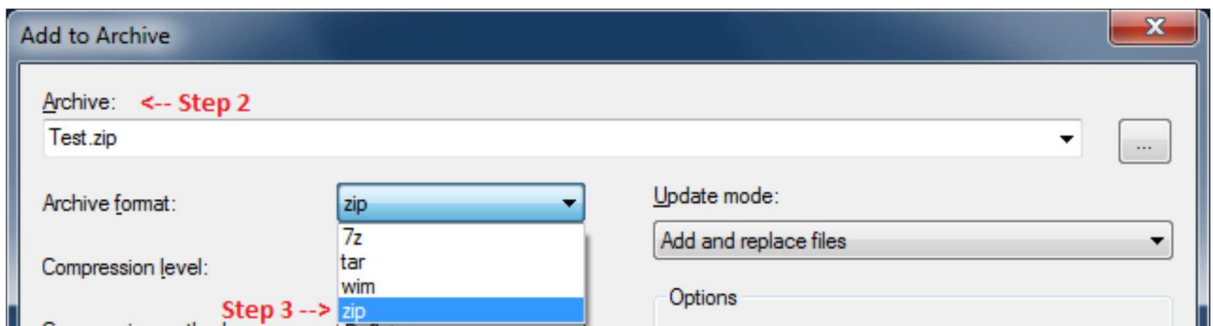 Add to Archive
Archive: <-- Step 2
Test.zip
...
Archive format:
zip
Update mode:
7z
Add and replace files
tar
Compression level:
wim
Options
Step 3 --> zip